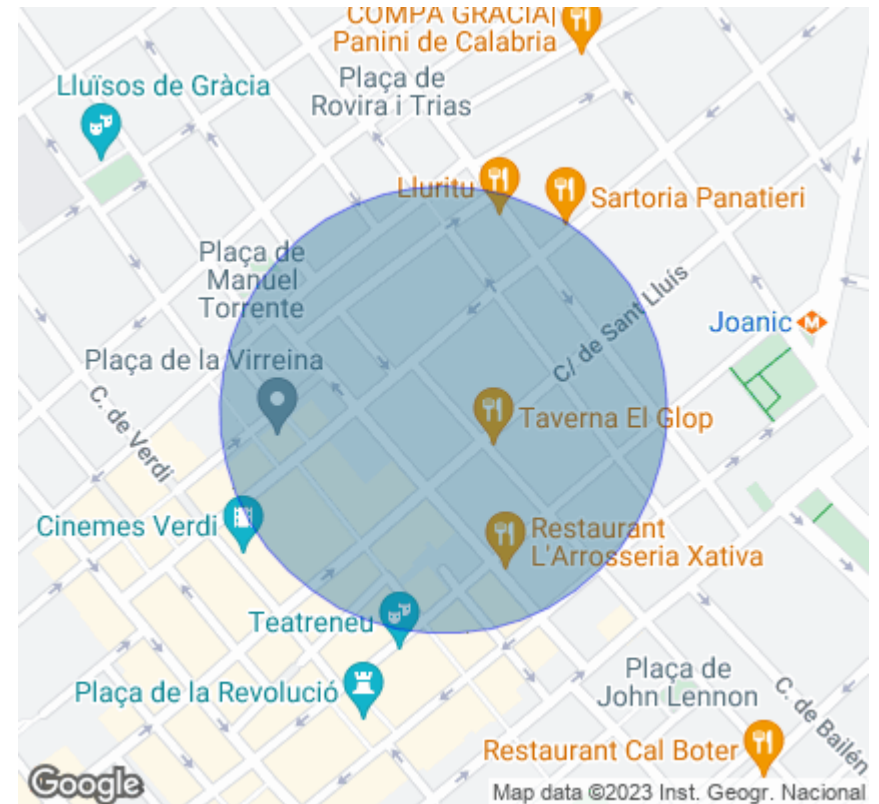 COMPA GRACIA|
Panini de Calabria
Lluïsos de Gràcia
Plaça de
Rovira i Trias
Lluritu
Sartoria Panatieri
Plaça de
Manuel
Torrente
C/ de Sant Lluís
Joanic
Plaça de la Virreina
C. de Verdi
Taverna El Glop
Cinemes Verdi
Restaurant
L'Arrosseria Xativa
Teatreneu
Plaça de la Revolució
Plaça de
John Lennon
C. de Bailén
Restaurant Cal Boter
Google
Map data ©2023 Inst. Geogr. Nacional